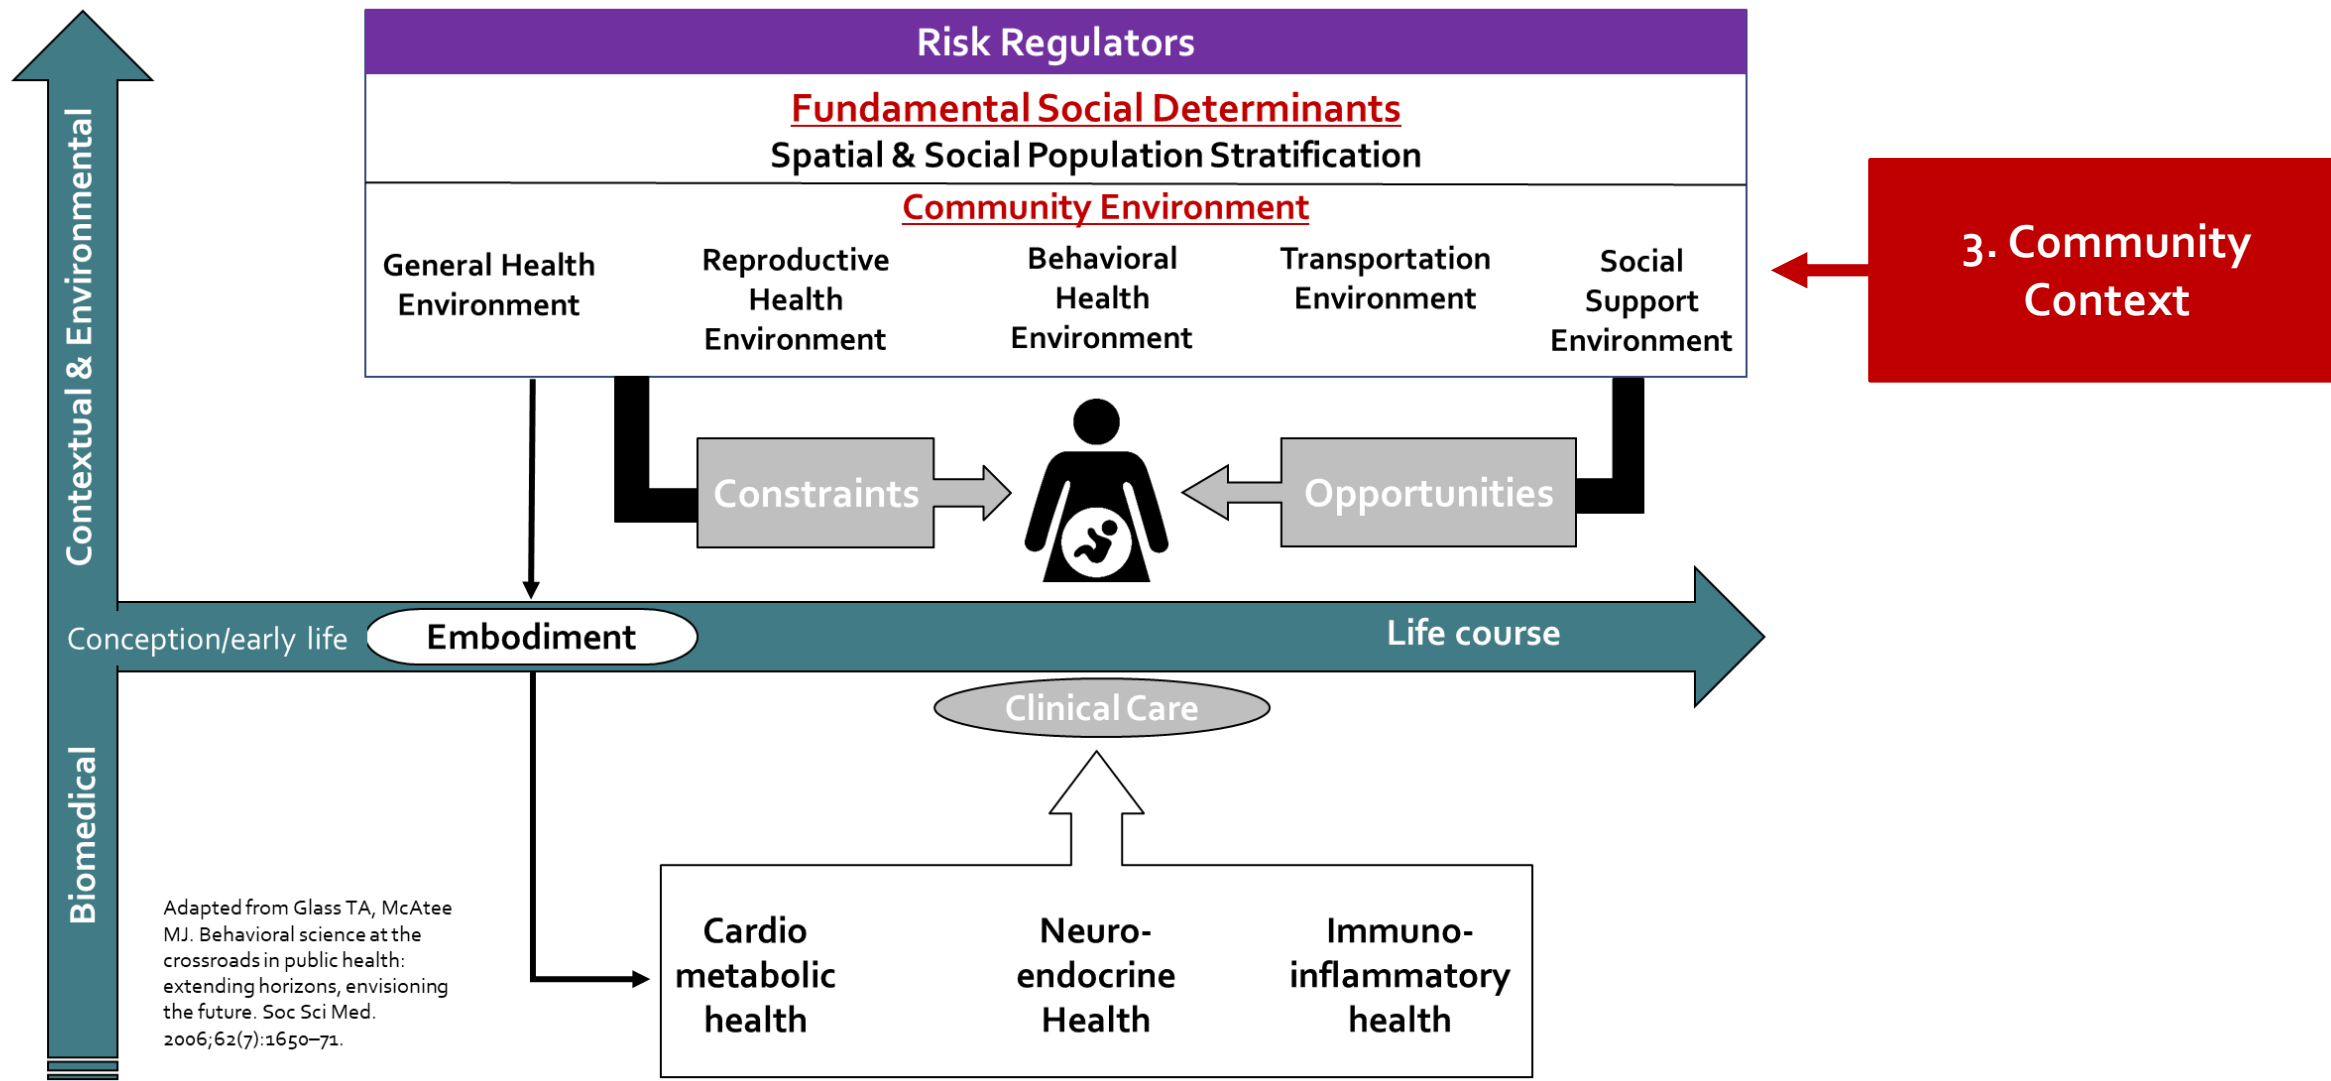 Risk Regulators
Fundamental Social Determinants
Spatial & Social Population Stratification
Community Environment
General Health
Environment
Reproductive
Health
Environment
Behavioral
Health
Environment
Transportation
Environment
Social
Support
Environment
3. Community
Context
Contextual & Environmental
Constraints
Opportunities
Conception/early life
Embodiment
Life course
Clinical Care
Biomedical
Adapted from Glass TA, McAtee
MJ. Behavioral science at the
crossroads in public health:
extending horizons, envisioning
the future. Soc Sci Med.
2006;62(7):1650–71.
Cardio
metabolic
health
Neuro-
endocrine
Health
Immuno-
inflammatory
health